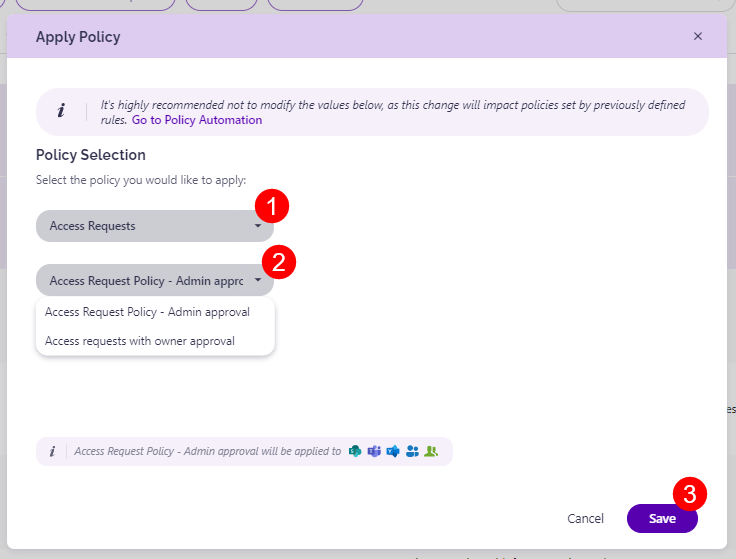 Apply Policy
It's highly recommended not to modify the values below, as this change will impact policies set by previously defined
rules. Go to Policy Automation
Policy Selection
Select the policy you would like to apply:
1
Access Requests
2
Access Request Policy - Admin appro
Access Request Policy - Admin approval
Access requests with owner approval
Access Request Policy - Admin approval will be applied to
3
Cancel
Save